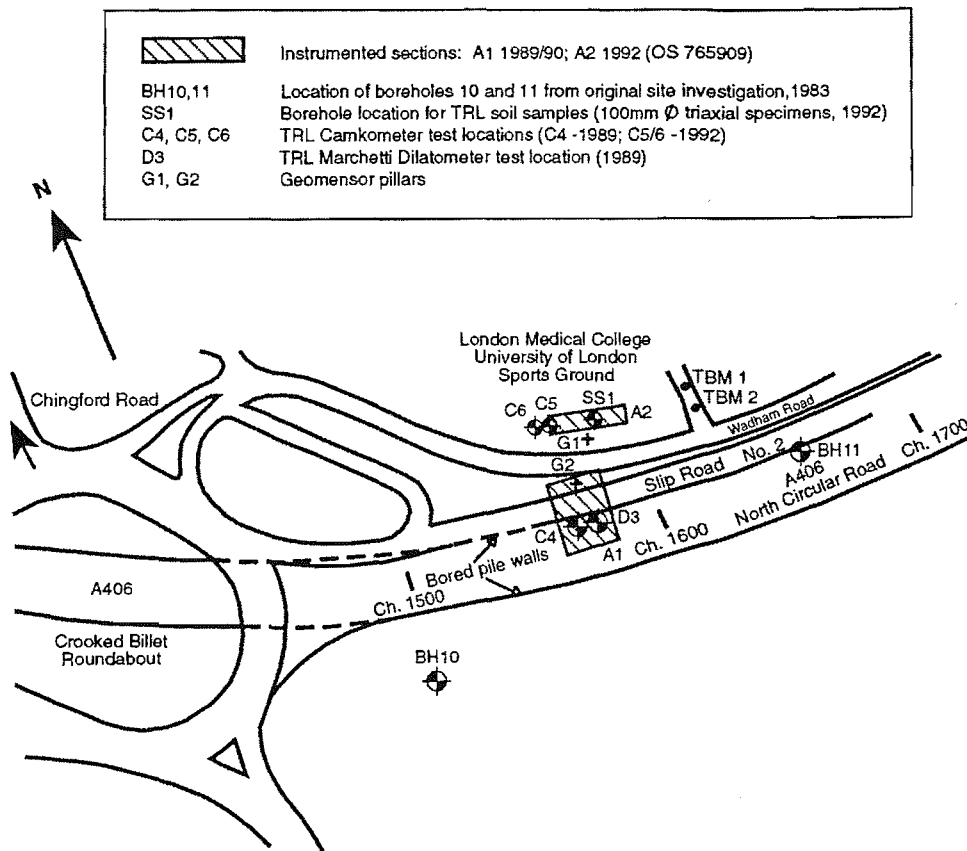 Instrumented sections: A1 1989/90; A2 1992 (OS 765909)
BH10,11 Location of boreholes 10 and 11 from original site investigation,1983
SS1 Borehole location for TRL soil samples (100mm Ø triaxial specimens, 1992)
C4, C5, C6 TRL Camkometer test locations (C4 -1989; C5/6 -1992)
D3 TRL Marchetti Dilatometer test location (1989)
G1, G2 Geomensor pillars
N
London Medical College
University of London
Sports Ground
Chingford Road
TBM 1
TBM 2
C6
C5
SS1
A2
G1
G2
Wadham Road
Slip Road No. 2
BH11
A406
North Circular Road
Ch. 1700
C4
D3
A1
Ch. 1600
Bored pile walls
Ch. 1500
A406
Crooked Billet
Roundabout
BH10